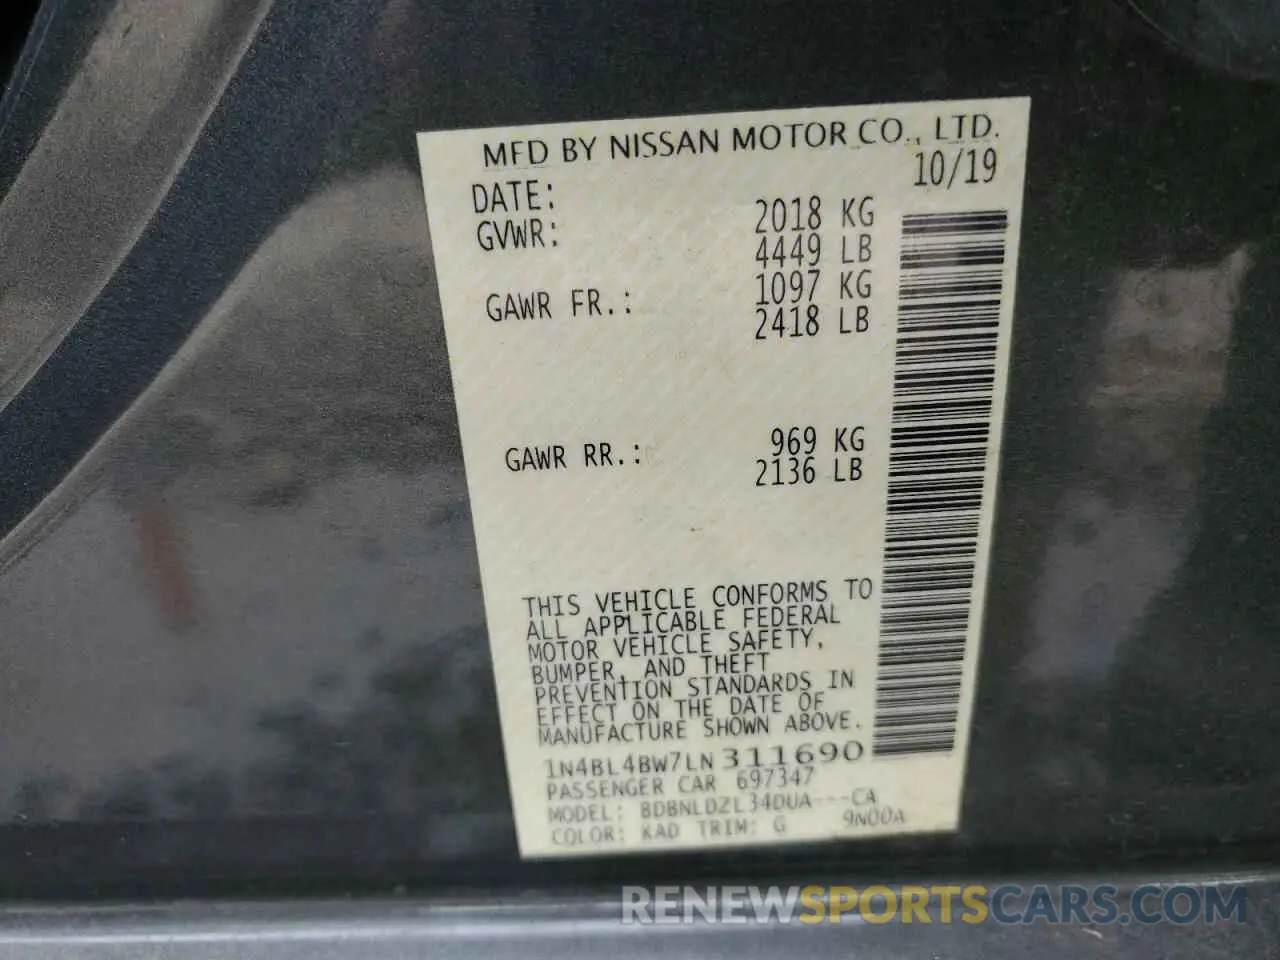 MFD BY NISSAN MOTOR CO., LTD.
DATE: 10/19
GVWR: 2018 KG
4449 LB
GAWR FR.: 1097 KG
2418 LB
GAWR RR.: 969 KG
2136 LB
THIS VEHICLE CONFORMS TO
ALL APPLICABLE FEDERAL
MOTOR VEHICLE SAFETY,
BUMPER, AND THEFT
PREVENTION STANDARDS IN
EFFECT ON THE DATE OF
MANUFACTURE SHOWN ABOVE.
1N4BL4BW7LN311690
PASSENGER CAR 697347
MODEL: BDBNLDZL34DUA---CA
COLOR: KAD TRIM: G 9N00A
RENEWSPORTSCARS.COM